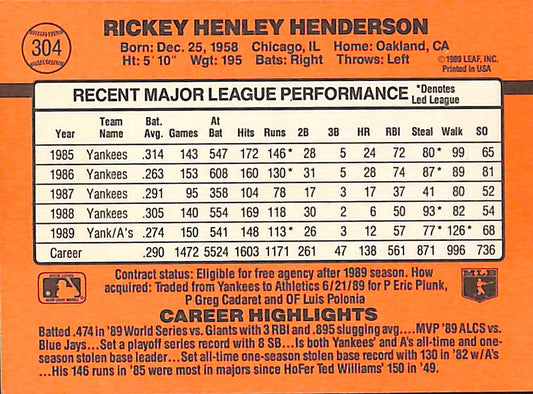 304
RICKEY HENLEY HENDERSON
Born: Dec. 25, 1958 Chicago, IL Home: Oakland, CA
Ht: 5' 10" Wgt: 195 Bats: Right Throws: Left
©1989 LEAF, INC.
Printed in USA
RECENT MAJOR LEAGUE PERFORMANCE *Denotes Led League
Year Team Name Bat. Avg. Games At Bat Hits Runs 2B 3B HR RBI Steal Walk SO
1985 Yankees .314 143 547 172 146* 28 5 24 72 80* 99 65
1986 Yankees .263 153 608 160 130* 31 5 28 74 87* 89 81
1987 Yankees .291 95 358 104 78 17 3 17 37 41 80 52
1988 Yankees .305 140 554 169 118 30 2 6 50 93* 82 54
1989 Yank/A's .274 150 541 148 113* 26 3 12 57 77* 126* 68
Career .290 1472 5524 1603 1171 261 47 138 561 871 996 736
Contract status: Eligible for free agency after 1989 season. How
acquired: Traded from Yankees to Athletics 6/21/89 for P Eric Plunk,
P Greg Cadaret and OF Luis Polonia
MLB
CAREER HIGHLIGHTS
Batted .474 in '89 World Series vs. Giants with 3 RBI and .895 slugging avg....MVP '89 ALCS vs.
Blue Jays...Set a playoff series record with 8 SB...Is both Yankees' and A's all-time and one-
season stolen base leader...Set all-time one-season stolen base record with 130 in '82 w/A's
...His 146 runs in '85 were most in majors since HoFer Ted Williams' 150 in '49.